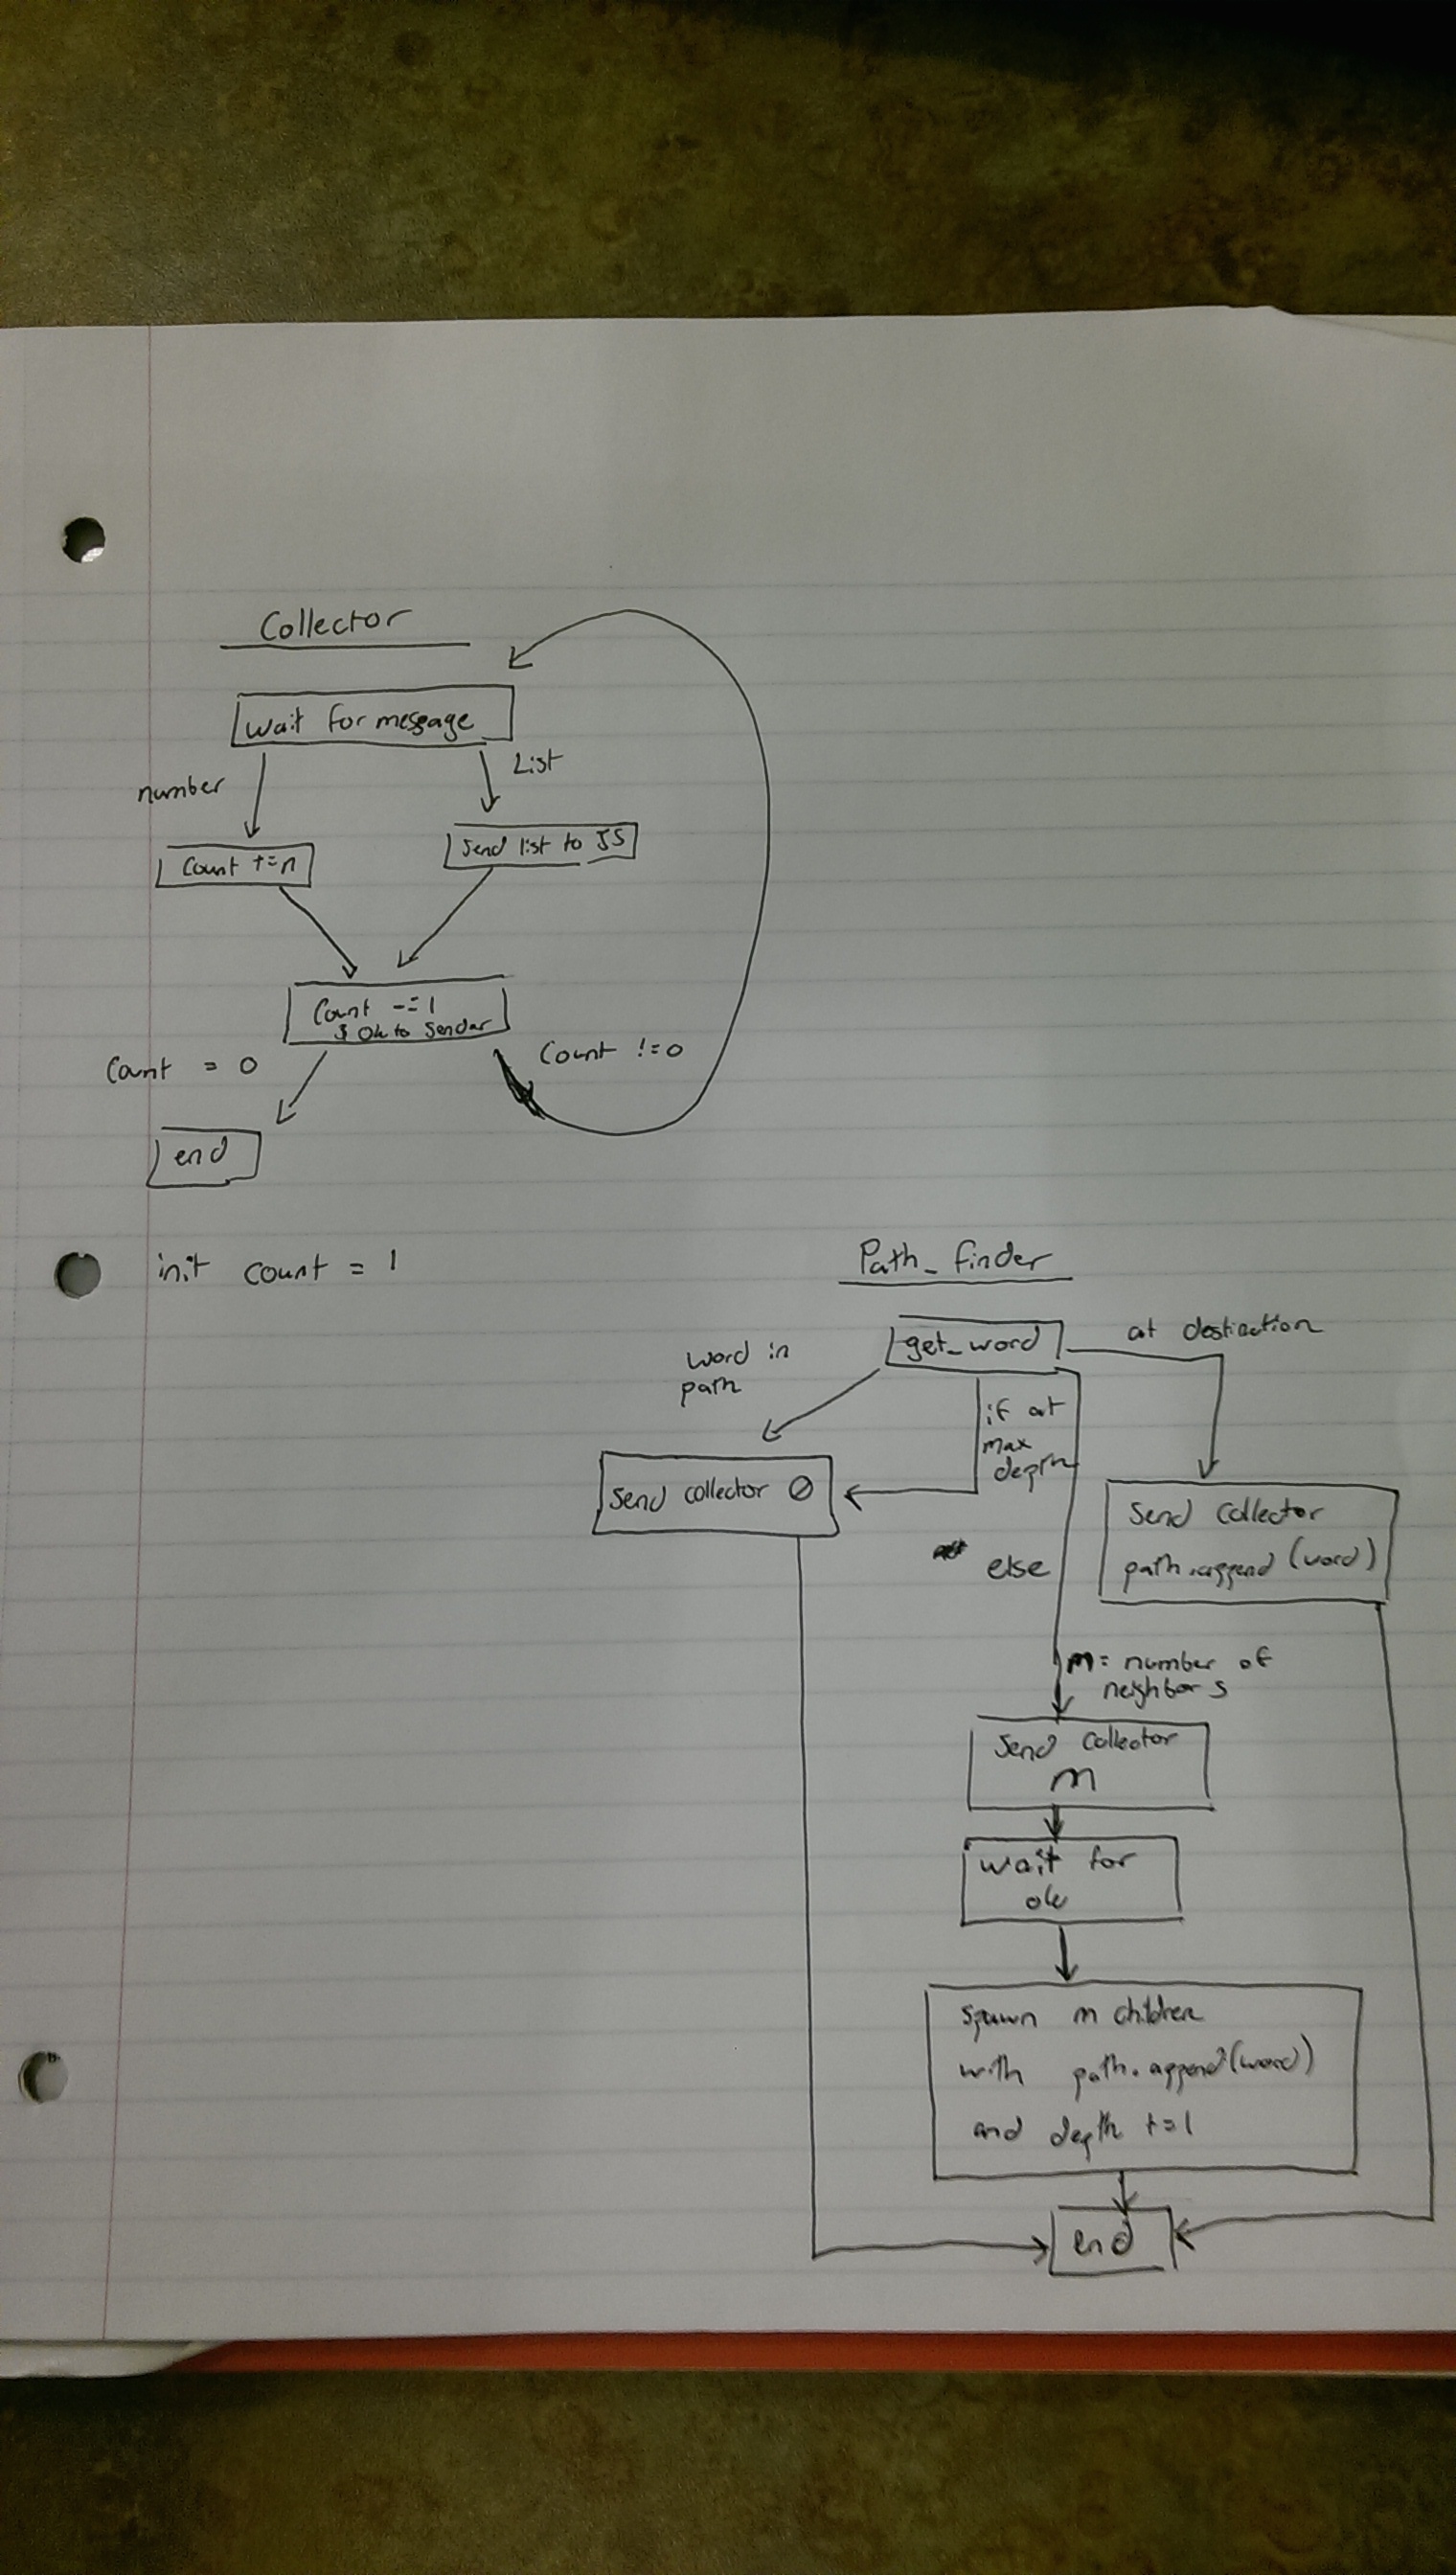 Collector
wait for message
number
List
Count += n
Send list to JS
Count -= 1
& Ok to Sender
Count = 0
Count != 0
end
init count = 1
Path_finder
get_word
at destination
word in
path
if at
max
depth
Send collector 0
Send collector
path.append(word)
else
m = number of
neighbors
Send collector
m
wait for
ok
spawn m children
with path.append(word)
and depth += 1
end